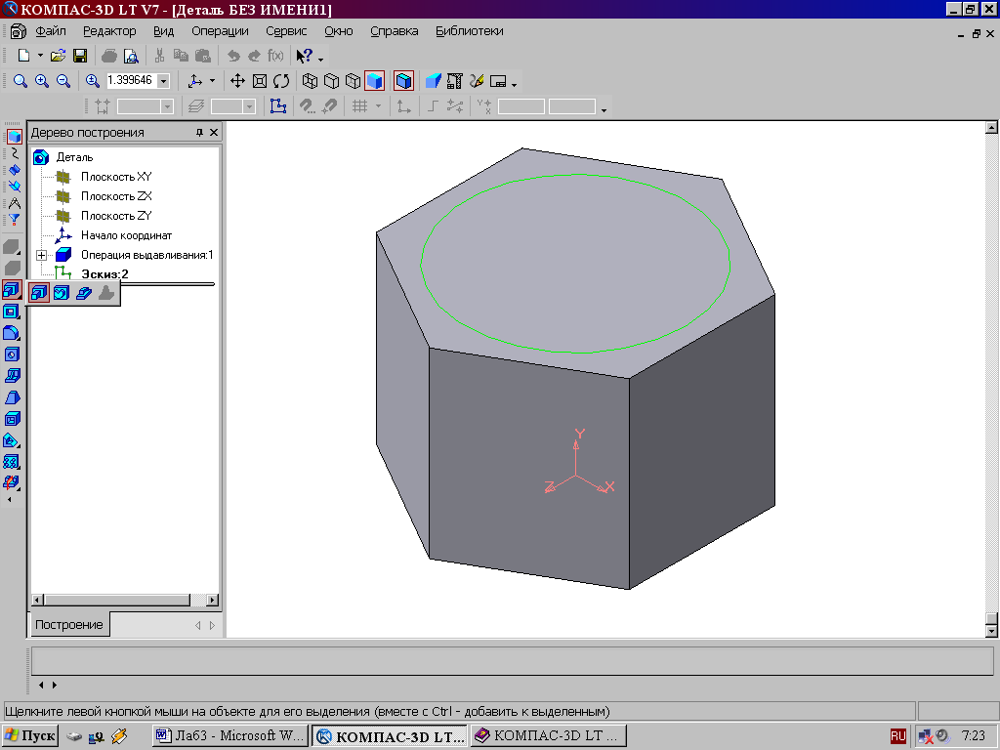 КОМПАС-3D LT V7 - [Деталь БЕЗ ИМЕНИ1]
Файл Редактор Вид Операции Сервис Окно Справка Библиотеки
f(x)
1.399646
Дерево построения
Деталь
Плоскость XY
Плоскость ZX
Плоскость ZY
Начало координат
Операция выдавливания:1
Эскиз:2
Y
Z X
Построение
Щелкните левой кнопкой мыши на объекте для его выделения (вместе с Ctrl - добавить к выделенным)
Пуск Лаб3 - Microsoft W... КОМПАС-3D LT... КОМПАС-3D LT ... RU 7:23